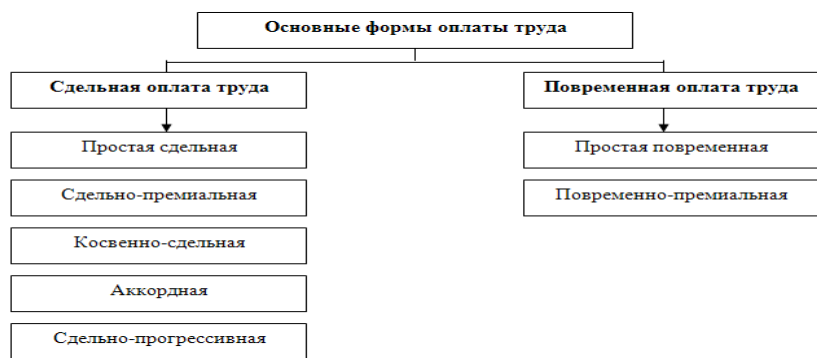 Основные формы оплаты труда
Сдельная оплата труда
Повременная оплата труда
Простая сдельная
Простая повременная
Сдельно-премиальная
Повременно-премиальная
Косвенно-сдельная
Аккордная
Сдельно-прогрессивная